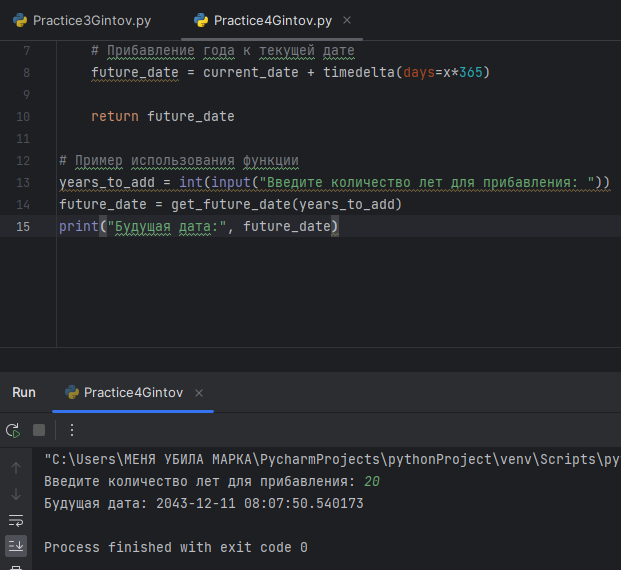 Practice3Gintov.py Practice4Gintov.py ×
7 # Прибавление года к текущей дате
8 future_date = current_date + timedelta(days=x*365)
9
10 return future_date
11
12 # Пример использования функции
13 years_to_add = int(input("Введите количество лет для прибавления: "))
14 future_date = get_future_date(years_to_add)
15 print("Будущая дата:", future_date)
Run Practice4Gintov ×
"C:\Users\МЕНЯ УБИЛА МАРКА\PycharmProjects\pythonProject\venv\Scripts\py
Введите количество лет для прибавления: 20
Будущая дата: 2043-12-11 08:07:50.540173
Process finished with exit code 0